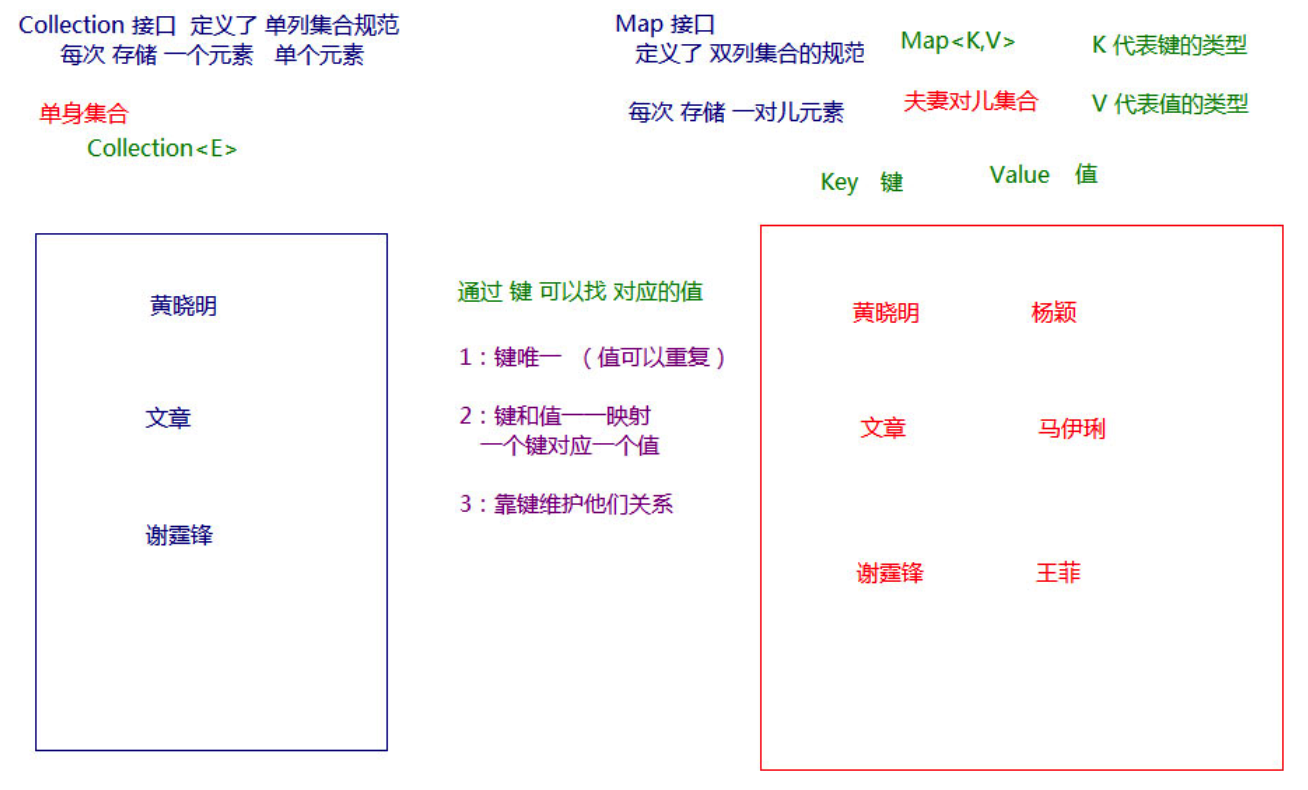 Collection 接口 定义了 单列集合规范
每次 存储 一个元素 单个元素
单身集合
Collection<E>
黄晓明
文章
谢霆锋
通过 键 可以找 对应的值
1：键唯一 （值可以重复）
2：键和值一一映射
一个键对应一个值
3：靠键维护他们关系
Map 接口
定义了 双列集合的规范
Map<K,V>
K 代表键的类型
每次 存储 一对儿元素
夫妻对儿集合
V 代表值的类型
Key 键
Value 值
黄晓明 杨颖
文章 马伊琍
谢霆锋 王菲